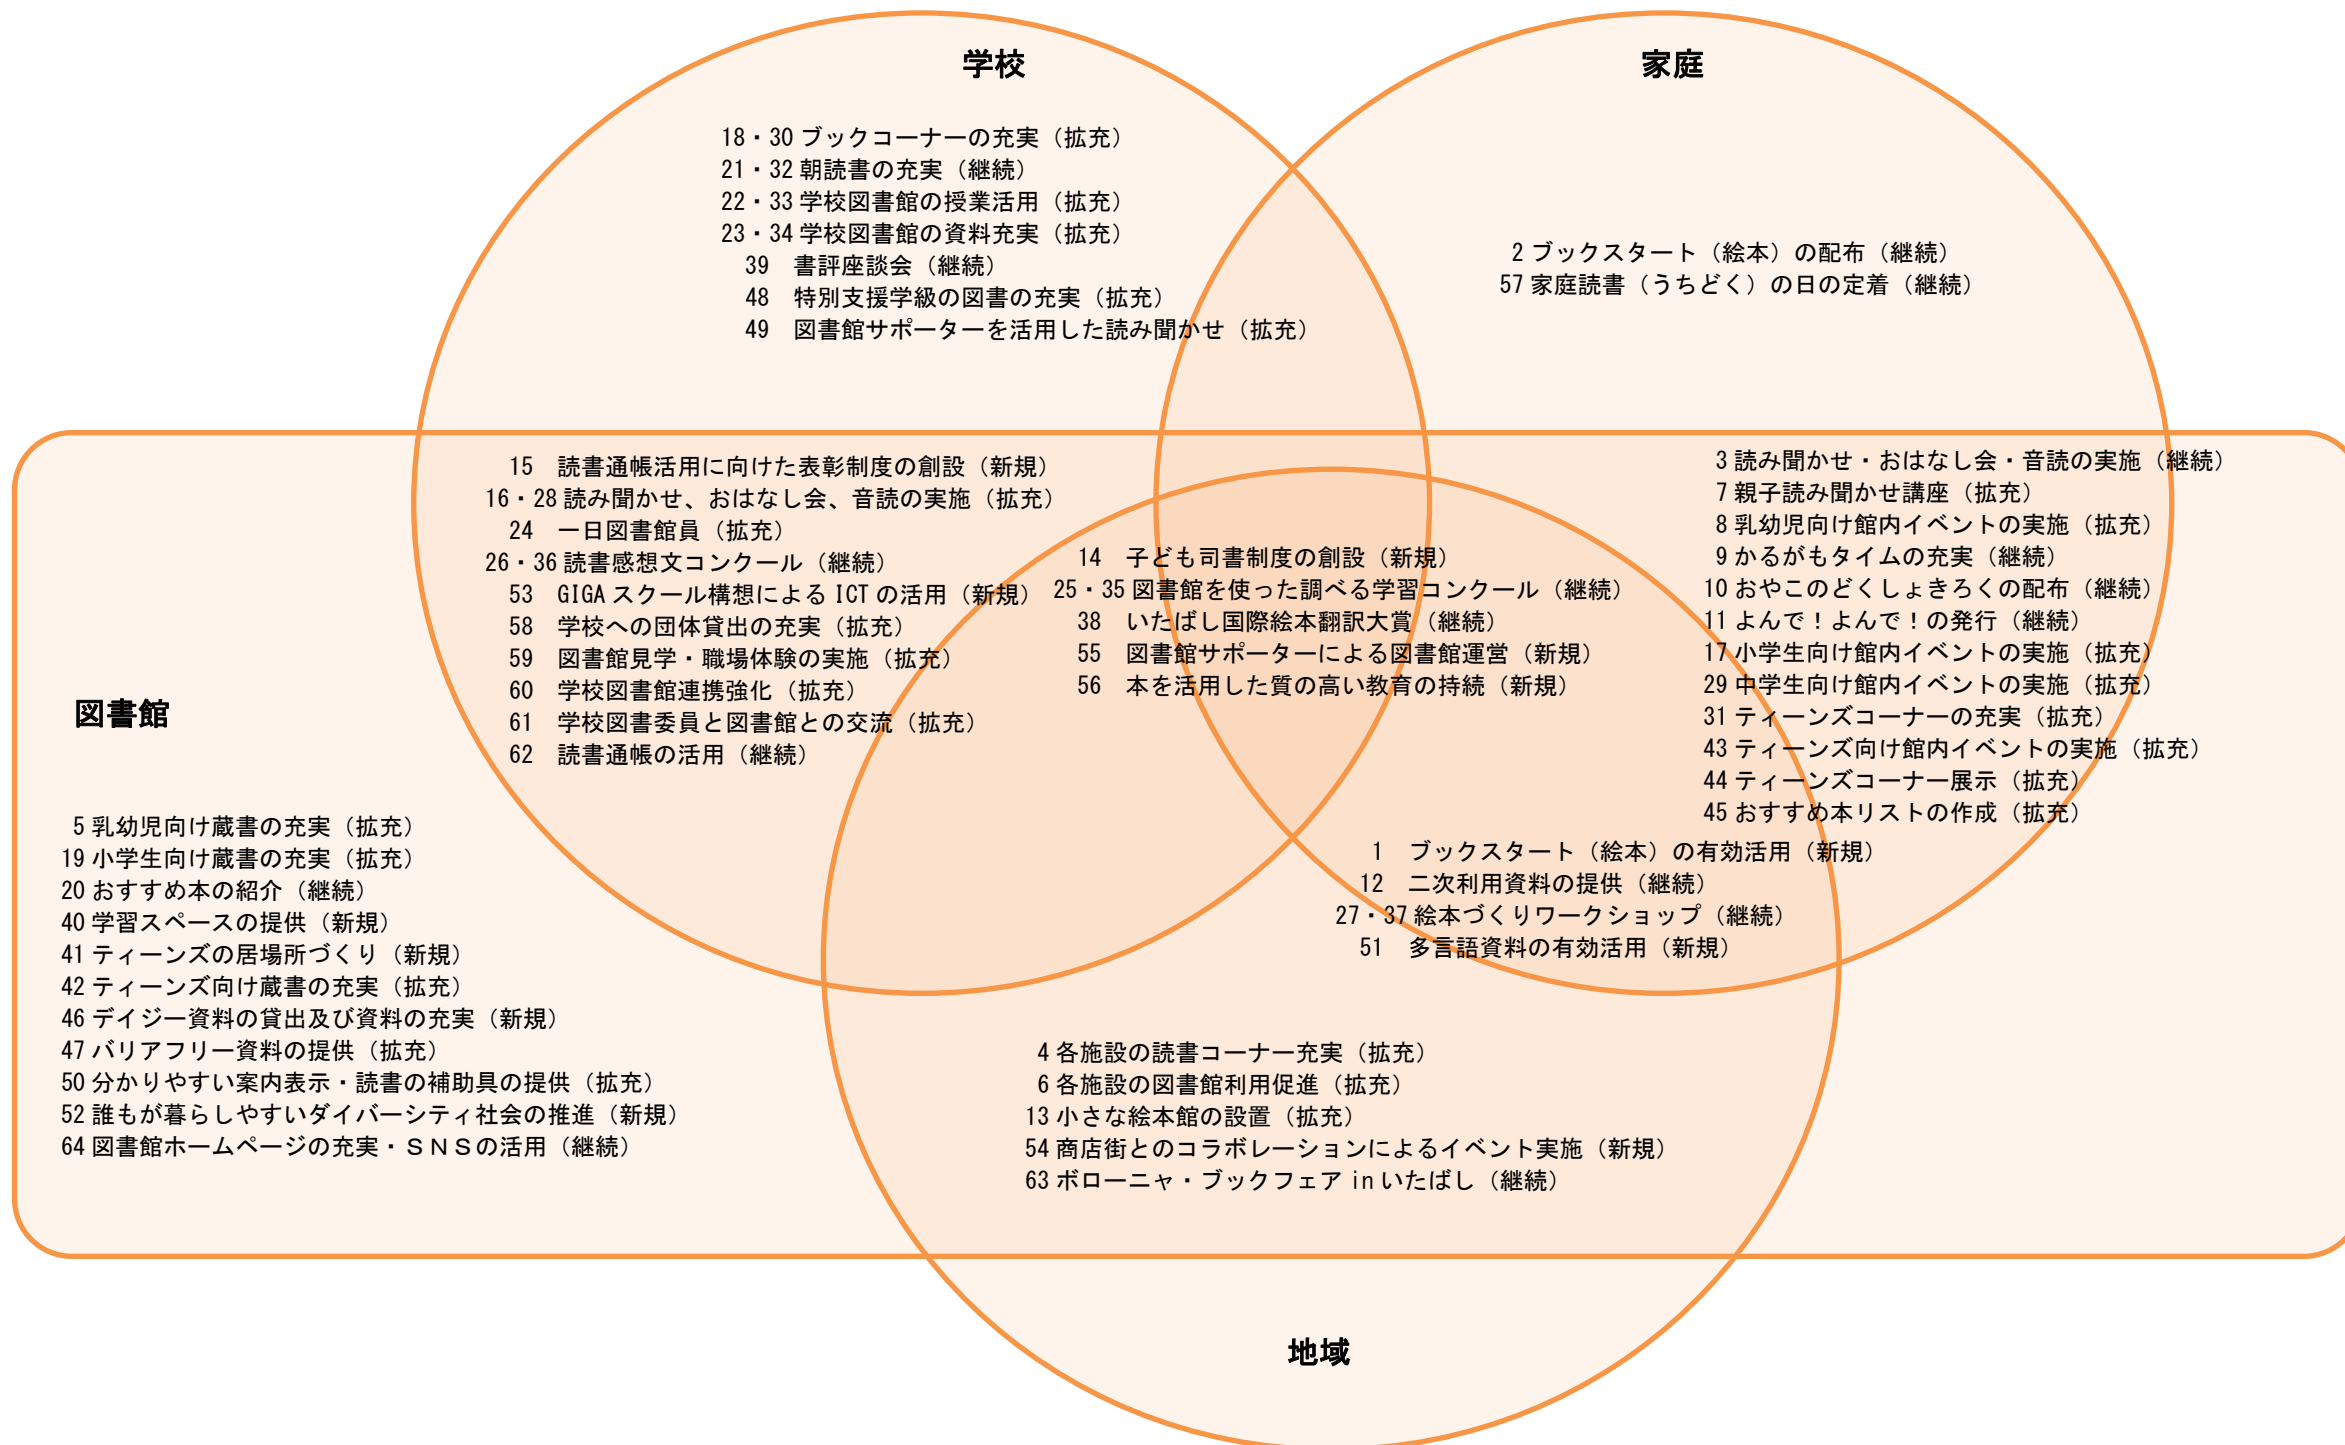 学校
家庭
18・30 ブックコーナーの充実（拡充）
21・32 朝読書の充実（継続）
22・33 学校図書館の授業活用（拡充）
23・34 学校図書館の資料充実（拡充）
39　書評座談会（継続）
48　特別支援学級の図書の充実（拡充）
49　図書館サポーターを活用した読み聞かせ（拡充）
2 ブックスタート（絵本）の配布（継続）
57 家庭読書（うちどく）の日の定着（継続）
15　読書通帳活用に向けた表彰制度の創設（新規）
16・28 読み聞かせ、おはなし会、音読の実施（拡充）
24　一日図書館員（拡充）
26・36 読書感想文コンクール（継続）
53　GIGA スクール構想による ICT の活用（新規）
58　学校への団体貸出の充実（拡充）
59　図書館見学・職場体験の実施（拡充）
60　学校図書館連携強化（拡充）
61　学校図書委員と図書館との交流（拡充）
62　読書通帳の活用（継続）
14　子ども司書制度の創設（新規）
25・35 図書館を使った調べる学習コンクール（継続）
38　いたばし国際絵本翻訳大賞（継続）
55　図書館サポーターによる図書館運営（新規）
56　本を活用した質の高い教育の持続（新規）
3 読み聞かせ・おはなし会・音読の実施（継続）
7 親子読み聞かせ講座（拡充）
8 乳幼児向け館内イベントの実施（拡充）
9 かるがもタイムの充実（継続）
10 おやこのどくしょきろくの配布（継続）
11 よんで！よんで！の発行（継続）
17 小学生向け館内イベントの実施（拡充）
29 中学生向け館内イベントの実施（拡充）
31 ティーンズコーナーの充実（拡充）
43 ティーンズ向け館内イベントの実施（拡充）
44 ティーンズコーナー展示（拡充）
45 おすすめ本リストの作成（拡充）
図書館
5 乳幼児向け蔵書の充実（拡充）
19 小学生向け蔵書の充実（拡充）
20 おすすめ本の紹介（継続）
40 学習スペースの提供（新規）
41 ティーンズの居場所づくり（新規）
42 ティーンズ向け蔵書の充実（拡充）
46 デイジー資料の貸出及び資料の充実（新規）
47 バリアフリー資料の提供（拡充）
50 分かりやすい案内表示・読書の補助具の提供（拡充）
52 誰もが暮らしやすいダイバーシティ社会の推進（新規）
64 図書館ホームページの充実・ＳＮＳの活用（継続）
1　ブックスタート（絵本）の有効活用（新規）
12　二次利用資料の提供（継続）
27・37 絵本づくりワークショップ（継続）
51　多言語資料の有効活用（新規）
4 各施設の読書コーナー充実（拡充）
6 各施設の図書館利用促進（拡充）
13 小さな絵本館の設置（拡充）
54 商店街とのコラボレーションによるイベント実施（新規）
63 ボローニャ・ブックフェア in いたばし（継続）
地域